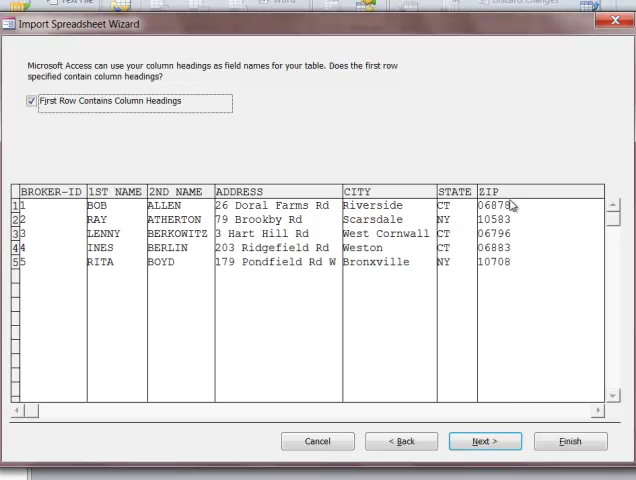 Text File
Word
Discard Changes
Import Spreadsheet Wizard
X
Microsoft Access can use your column headings as field names for your table. Does the first row
specified contain column headings?
First Row Contains Column Headings
BROKER-ID 1ST NAME 2ND NAME ADDRESS CITY STATE ZIP
1 1 BOB ALLEN 26 Doral Farms Rd Riverside CT 06878
2 2 RAY ATHERTON 79 Brookby Rd Scarsdale NY 10583
3 3 LENNY BERKOWITZ 3 Hart Hill Rd West Cornwall CT 06796
4 4 INES BERLIN 203 Ridgefield Rd Weston CT 06883
5 5 RITA BOYD 179 Pondfield Rd W Bronxville NY 10708
Cancel < Back Next > Finish